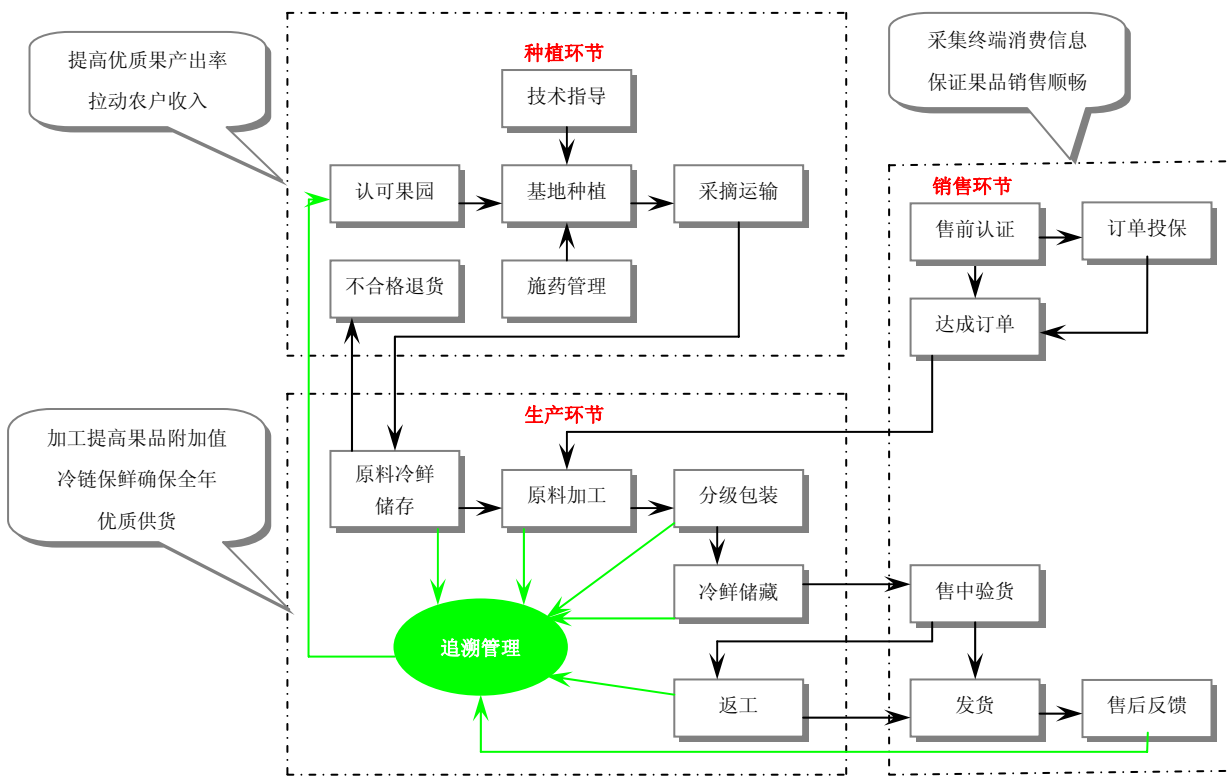 提高优质果产出率
拉动农户收入
种植环节
技术指导
认可果园
基地种植
采摘运输
不合格退货
施药管理
采集终端消费信息
保证果品销售顺畅
销售环节
售前认证
订单投保
达成订单
加工提高果品附加值
冷链保鲜确保全年
优质供货
生产环节
原料冷鲜
储存
原料加工
分级包装
冷鲜储藏
追溯管理
返工
售中验货
发货
售后反馈